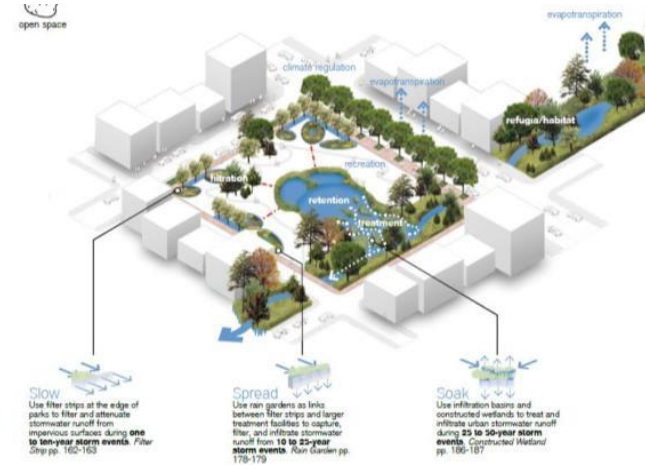 open space
evapotranspiration
climate regulation
evapotranspiration
refugia/habitat
recreation
filtration
retention
treatment
Slow
Use filter strips at the edge of
parks to filter and attenuate
stormwater runoff from
impervious surfaces during one
to ten-year storm events. Filter
Strip pp. 162-163
Spread
Use rain gardens as links
between filter strips and larger
treatment facilities to capture,
filter, and infiltrate stormwater
runoff from 10 to 25-year
storm events. Rain Garden pp.
178-179
Soak
Use infiltration basins and
constructed wetlands to treat and
infiltrate urban stormwater runoff
during 25 to 50-year storm
events. Constructed Wetland
pp. 186-187